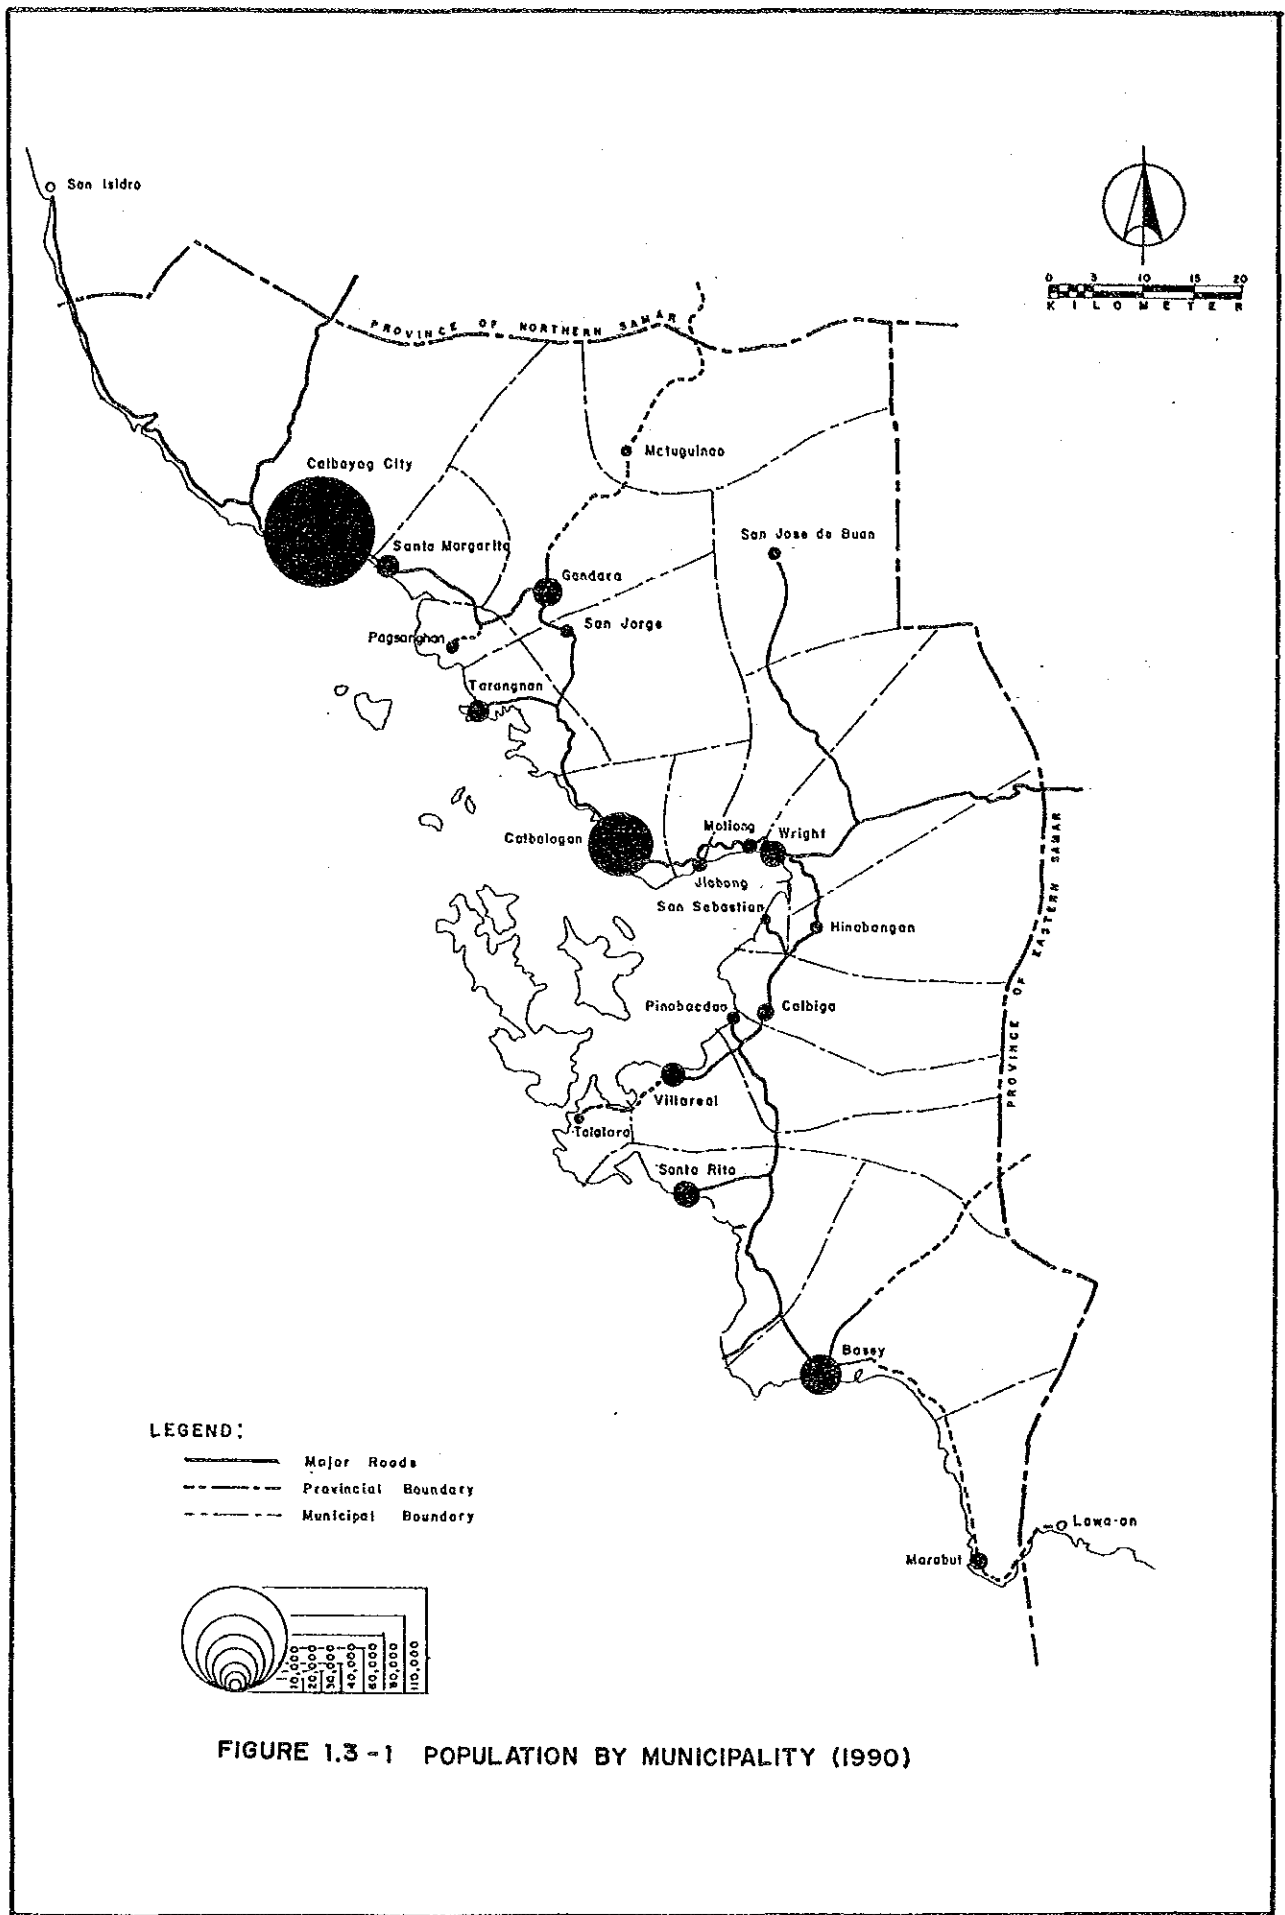 San Isidro
0 5 10 15 20
KILOMETER
PROVINCE OF NORTHERN SAMAR
Matuguinao
Calbayog City
San Jose de Buan
Santa Margarita
Gandara
San Jorge
Pagsanghan
Tarangnan
Catbalogan
Motiong
Wright
Jiabong
San Sebastian
Hinabangan
PROVINCE OF EASTERN SAMAR
Pinabacdao
Calbiga
Villareal
Talalora
Santa Rita
Basey
LEGEND:
Major Roads
Provincial Boundary
Municipal Boundary
Lawa-an
Marabut
10,000
20,000
30,000
40,000
60,000
80,000
110,000
FIGURE 1.3-1 POPULATION BY MUNICIPALITY (1990)